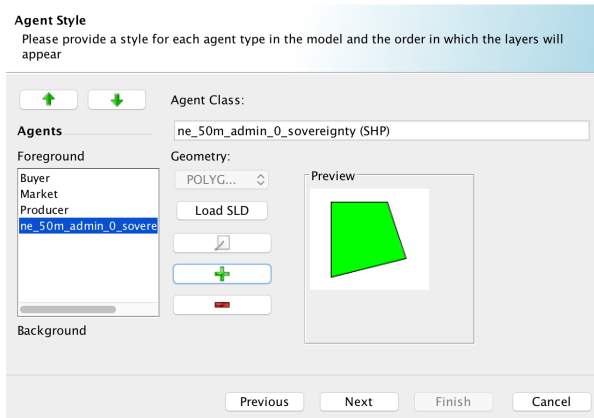 Agent Style
Please provide a style for each agent type in the model and the order in which the layers will
appear
Agent Class:
Agents
ne_50m_admin_0_sovereignty (SHP)
Foreground
Geometry:
Buyer
Market
Producer
ne_50m_admin_0_sovere
POLYG...
Load SLD
Preview
Background
Previous
Next
Finish
Cancel